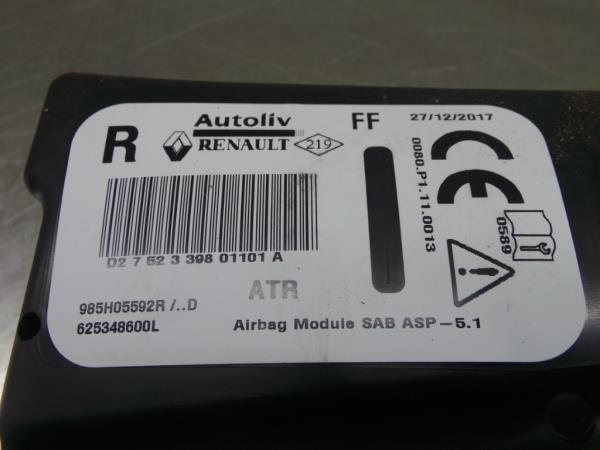 R
Autoliv
RENAULT 219
FF
27/12/2017
CE
0080.P1.11.0013
0589
D2 7 52 3 398 01101 A
ATR
985H05592R /..D
625348600L
Airbag Module SAB ASP-5.1